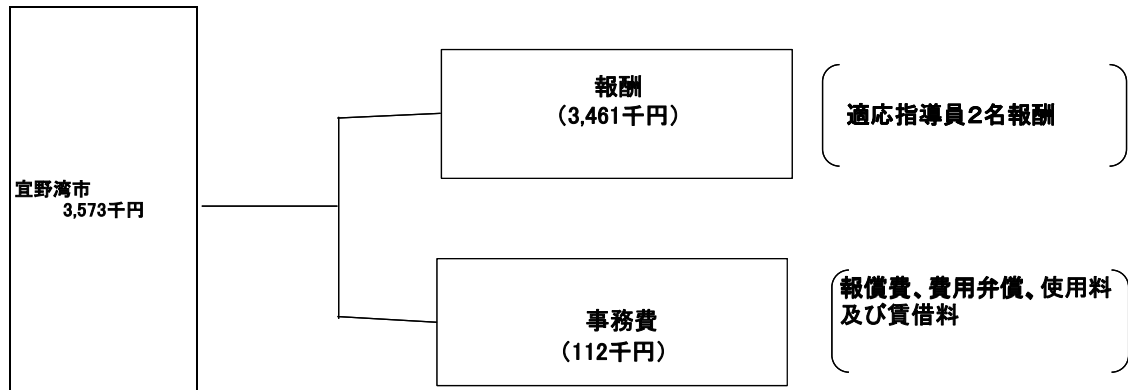 宜野湾市
3,573千円
報酬
(3,461千円)
適応指導員2名報酬
事務費
(112千円)
報償費、費用弁償、使用料
及び賃借料